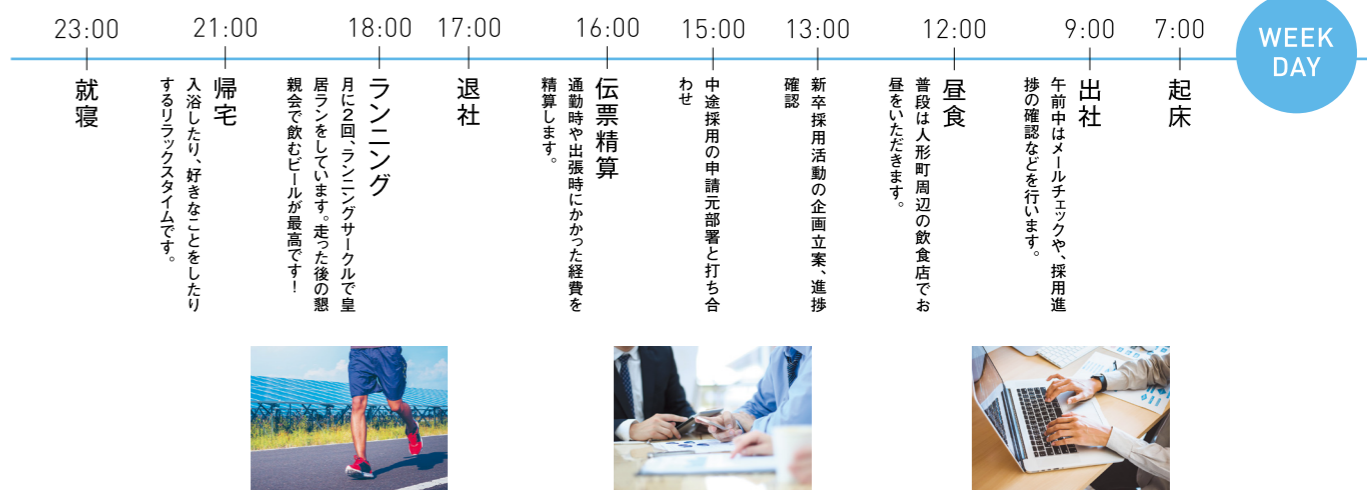 WEEK
DAY
7:00
起床
9:00
出社
午前中はメールチェックや、採用進
捗の確認などを行います。
12:00
昼食
普段は人形町周辺の飲食店でお
昼をいただきます。
13:00
新卒採用活動の企画立案、進捗
確認
15:00
中途採用の申請元部署と打ち合
わせ
16:00
伝票精算
通勤時や出張時にかかった経費を
精算します。
17:00
退社
18:00
ランニング
月に2回、ランニングサークルで皇
居ランをしています。走った後の懇
親会で飲むビールが最高です！
21:00
帰宅
入浴したり、好きなことをしたり
するリラックスタイムです。
23:00
就寝